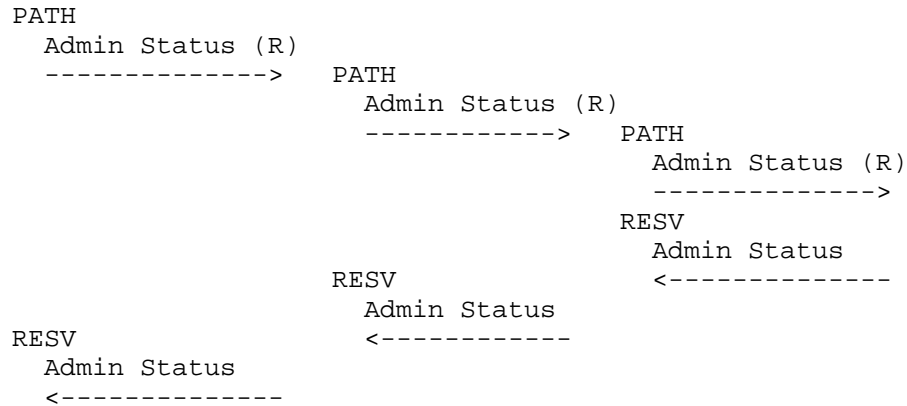 PATH
Admin Status (R)
--------------> PATH
Admin Status (R)
------------> PATH
Admin Status (R)
-------------->
RESV
Admin Status
RESV <--------------
Admin Status
RESV <------------
Admin Status
<--------------